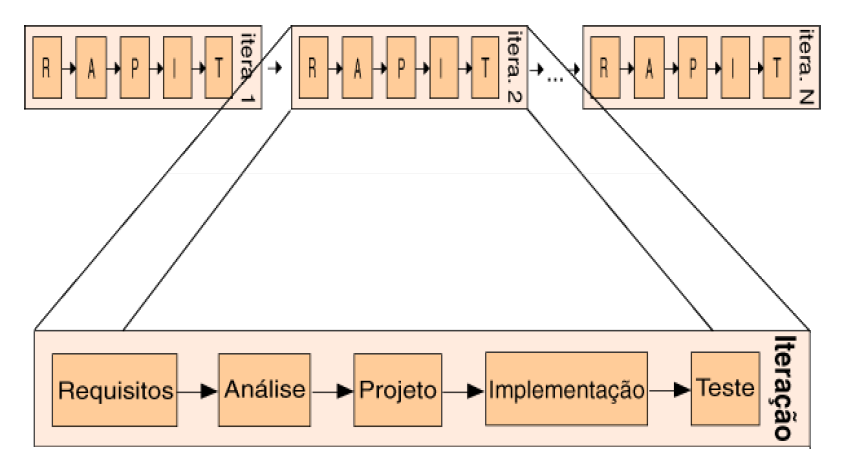 R A P I T itera. 1
R A P I T itera. 2
...
R A P I T itera. N
Requisitos Análise Projeto Implementação Teste Iteração